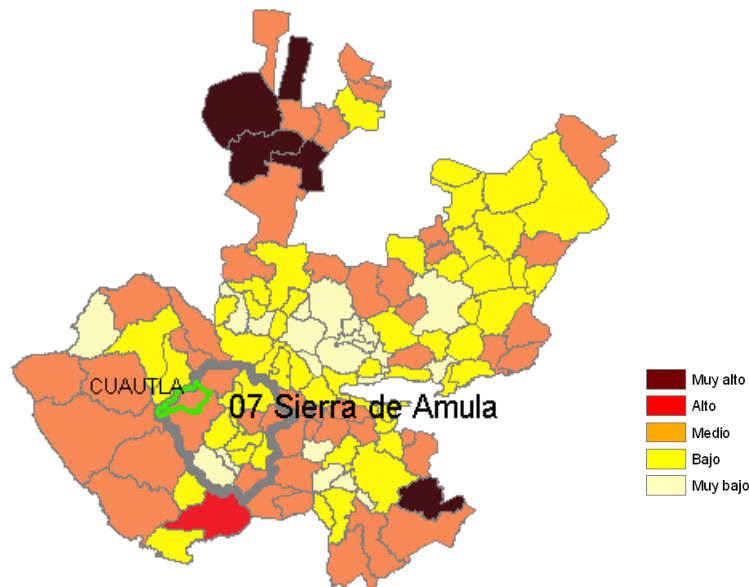 CUAUTLA
07 Sierra de Amula
Muy alto
Alto
Medio
Bajo
Muy bajo